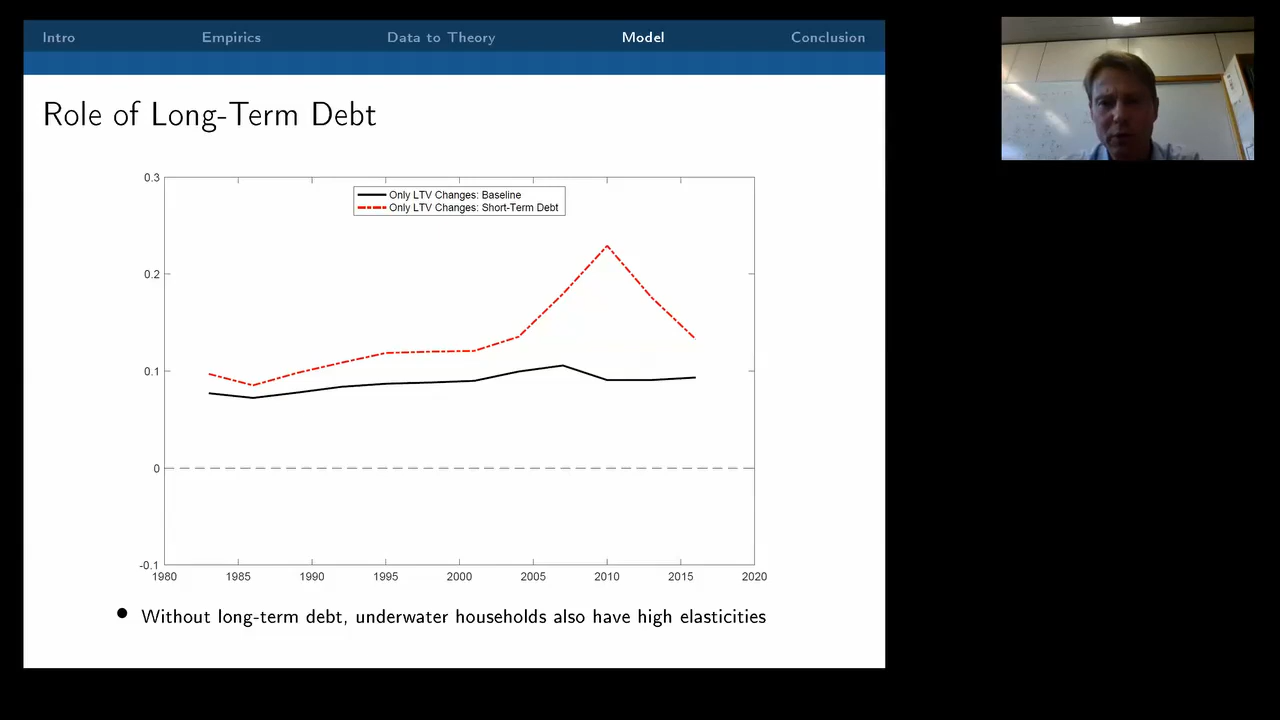 Intro Empirics Data to Theory Model Conclusion
Role of Long-Term Debt
Only LTV Changes: Baseline
Only LTV Changes: Short-Term Debt
0.3
0.2
0.1
0
-0.1
1980 1985 1990 1995 2000 2005 2010 2015 2020
• Without long-term debt, underwater households also have high elasticities